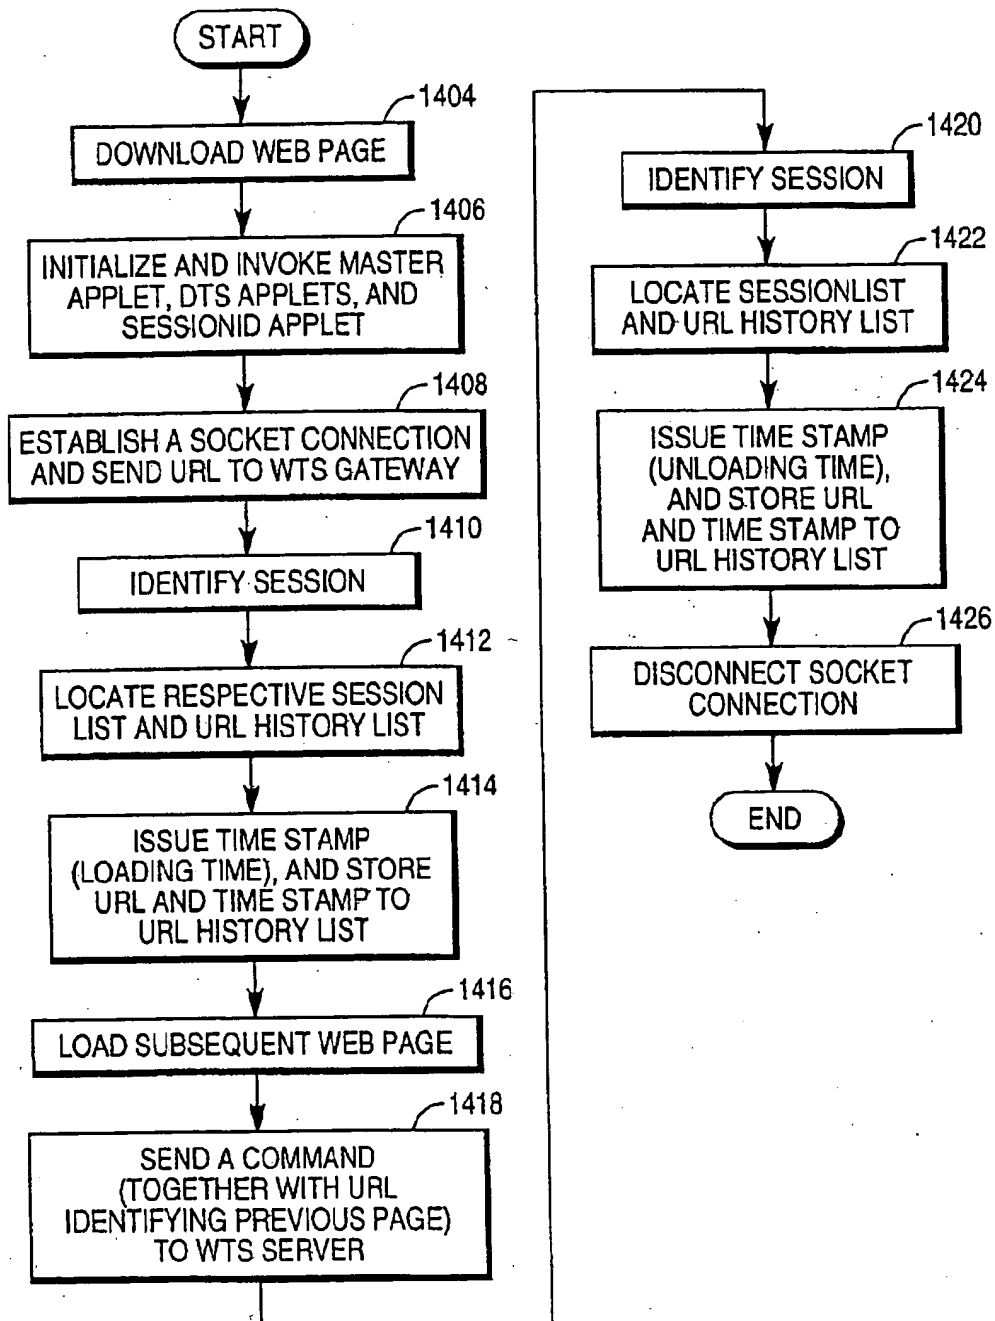 START
1404
DOWNLOAD WEB PAGE
1406
INITIALIZE AND INVOKE MASTER
APPLET, DTS APPLETS, AND
SESSIONID APPLET
1408
ESTABLISH A SOCKET CONNECTION
AND SEND URL TO WTS GATEWAY
1410
IDENTIFY SESSION
1412
LOCATE RESPECTIVE SESSION
LIST AND URL HISTORY LIST
1414
ISSUE TIME STAMP
(LOADING TIME), AND STORE
URL AND TIME STAMP TO
URL HISTORY LIST
1416
LOAD SUBSEQUENT WEB PAGE
1418
SEND A COMMAND
(TOGETHER WITH URL
IDENTIFYING PREVIOUS PAGE)
TO WTS SERVER
1420
IDENTIFY SESSION
1422
LOCATE SESSIONLIST
AND URL HISTORY LIST
1424
ISSUE TIME STAMP
(UNLOADING TIME),
AND STORE URL
AND TIME STAMP TO
URL HISTORY LIST
1426
DISCONNECT SOCKET
CONNECTION
END